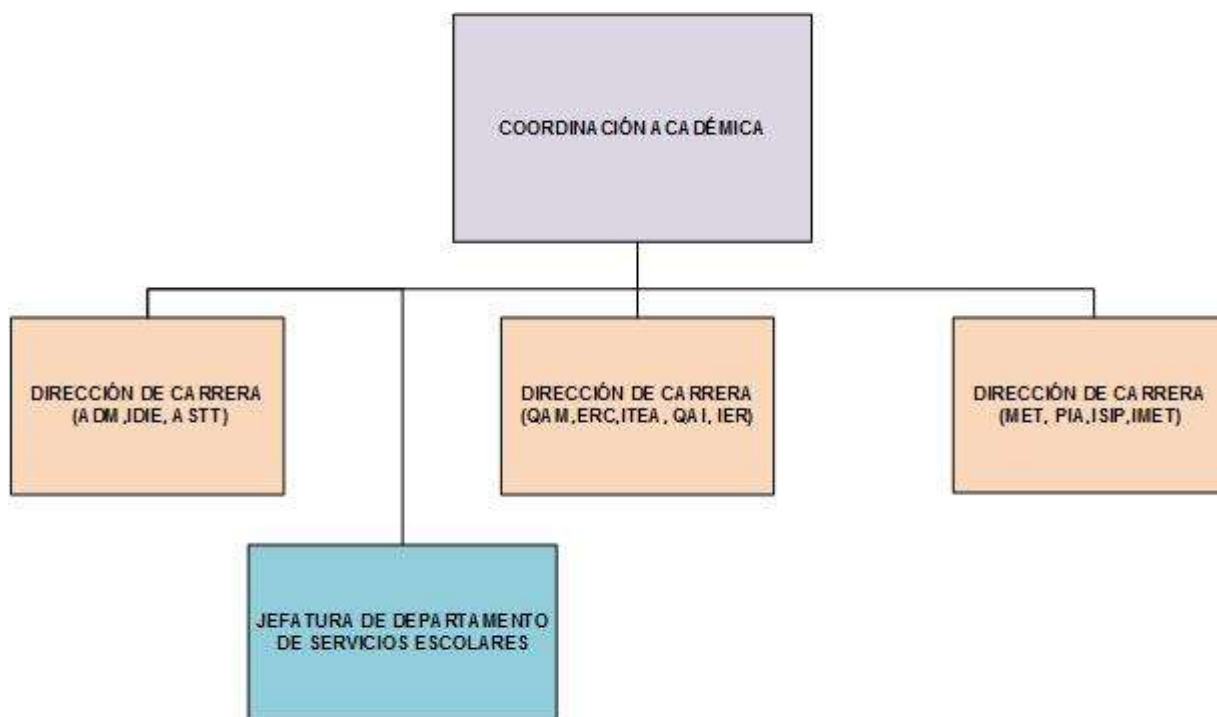 COORDINACIÓN ACADÉMICA
DIRECCIÓN DE CARRERA
(ADM,IDIE, ASTT)
DIRECCIÓN DE CARRERA
(QAM,ERC,ITEA, QAI, IER)
DIRECCIÓN DE CARRERA
(MET, PIA,ISIP,IMET)
JEFATURA DE DEPARTAMENTO
DE SERVICIOS ESCOLARES